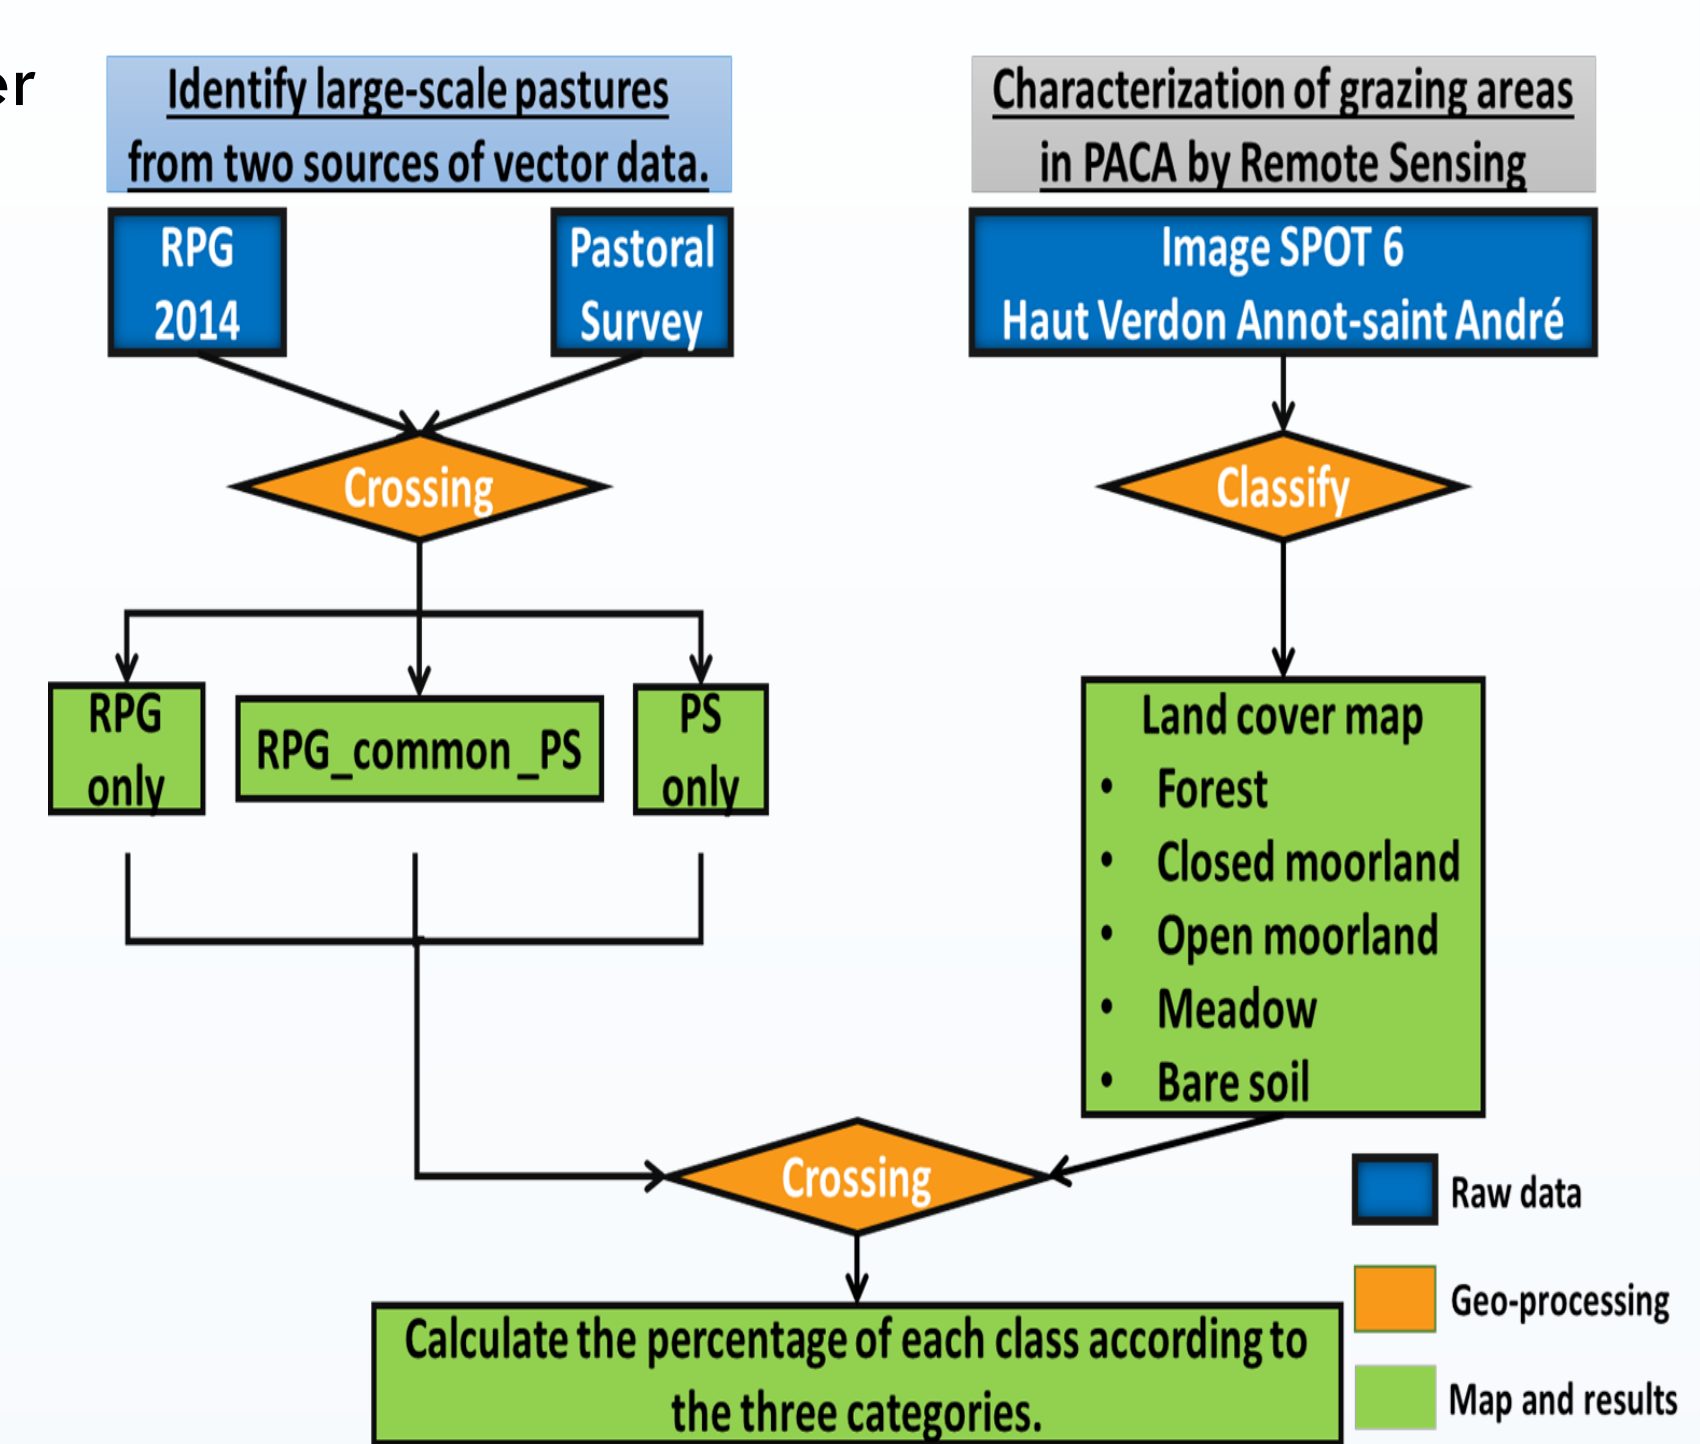 er
Identify large-scale pastures
from two sources of vector data.
Characterization of grazing areas
in PACA by Remote Sensing
RPG
2014
Pastoral
Survey
Image SPOT 6
Haut Verdon Annot-saint André
Crossing
Classify
RPG
only
RPG_common _PS
PS
only
Land cover map
• Forest
• Closed moorland
• Open moorland
• Meadow
• Bare soil
Crossing
Calculate the percentage of each class according to
the three categories.
Raw data
Geo-processing
Map and results